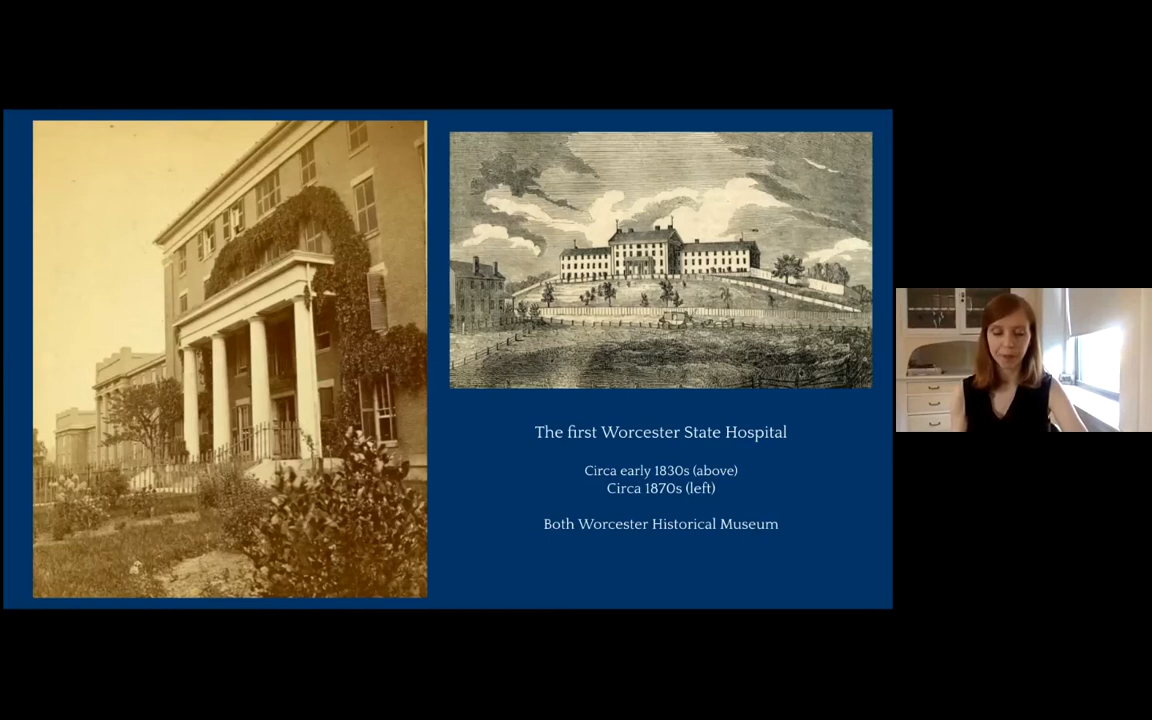 The first Worcester State Hospital
Circa early 1830s (above)
Circa 1870s (left)
Both Worcester Historical Museum